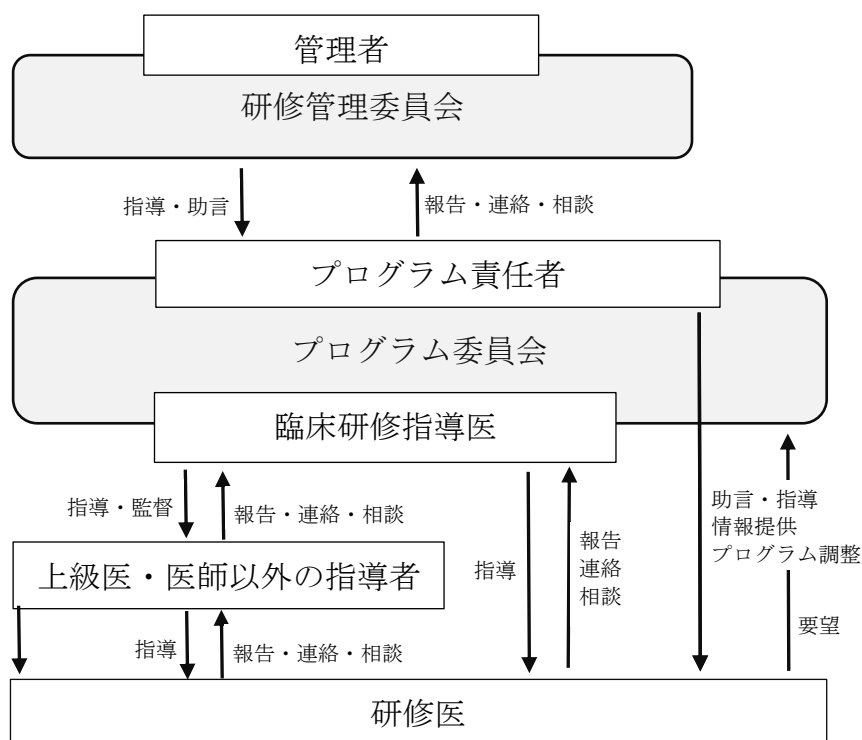 管理者
研修管理委員会
指導・助言
報告・連絡・相談
プログラム責任者
プログラム委員会
臨床研修指導医
指導・監督
報告・連絡・相談
上級医・医師以外の指導者
指導
報告・連絡・相談
指導
報告
連絡
相談
助言・指導
情報提供
プログラム調整
要望
研修医